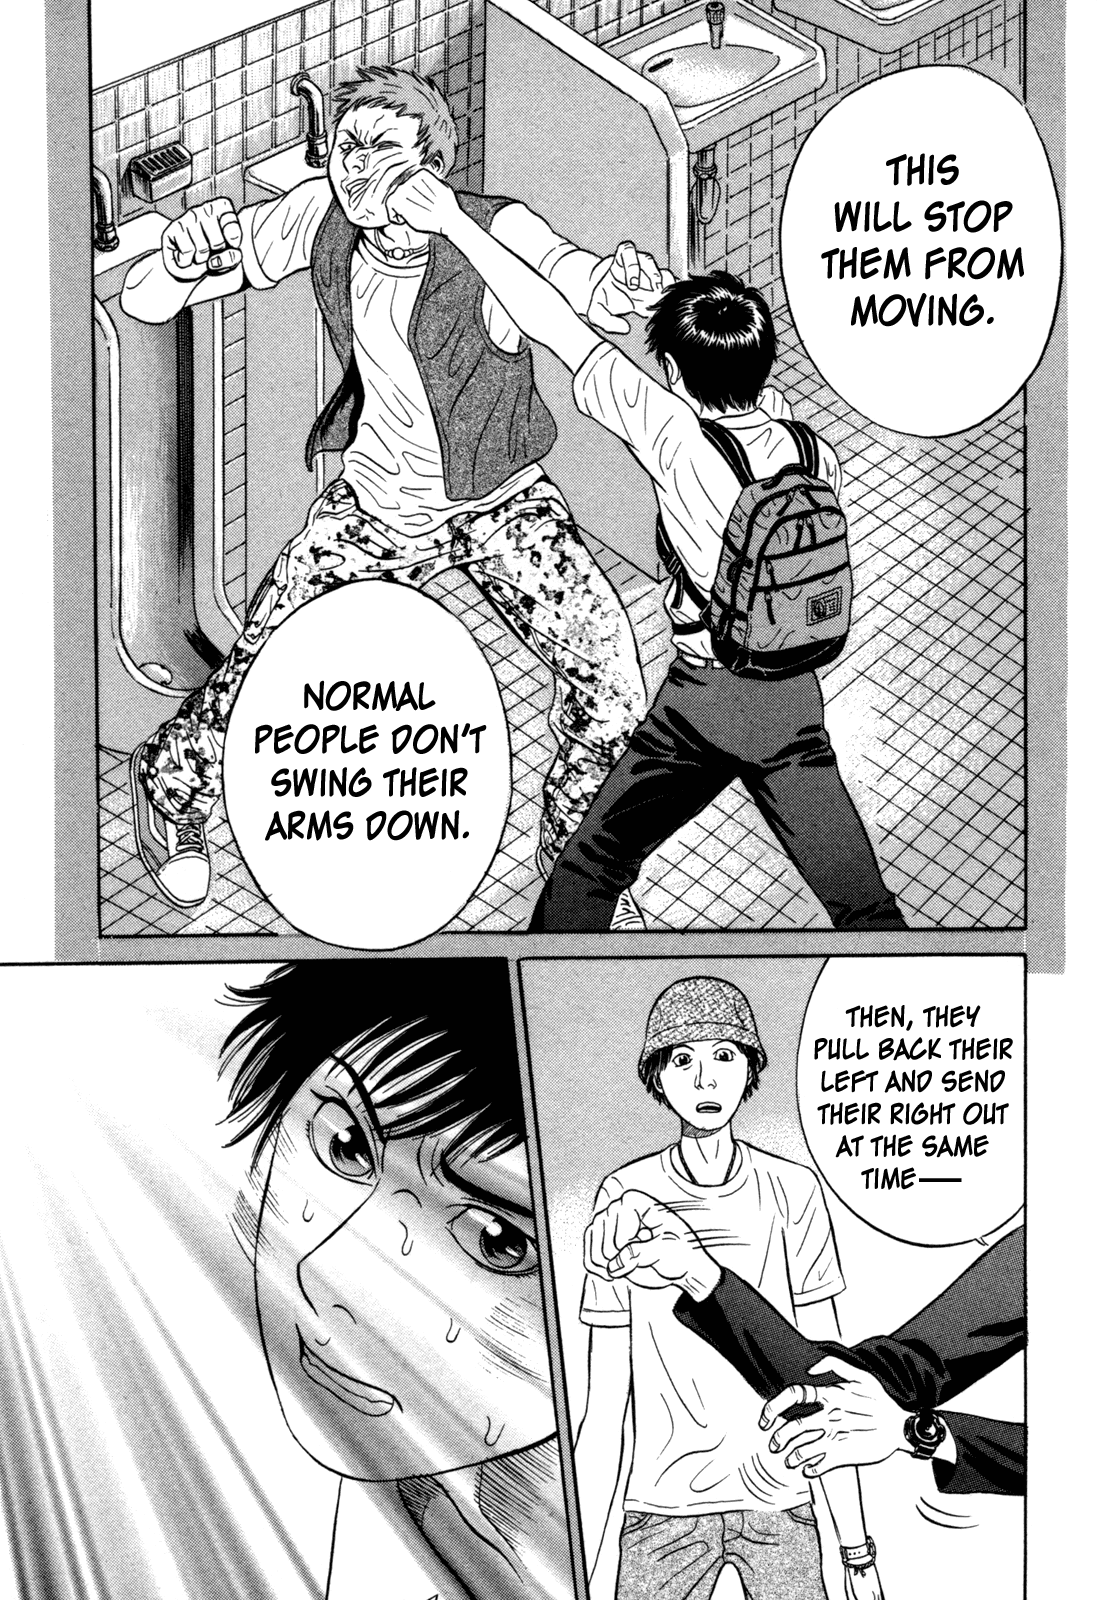 THIS
WILL STOP
THEM FROM
MOVING.
NORMAL
PEOPLE DON'T
SWING THEIR
ARMS DOWN.
THEN, THEY
PULL BACK THEIR
LEFT AND SEND
THEIR RIGHT OUT
AT THE SAME
TIME——